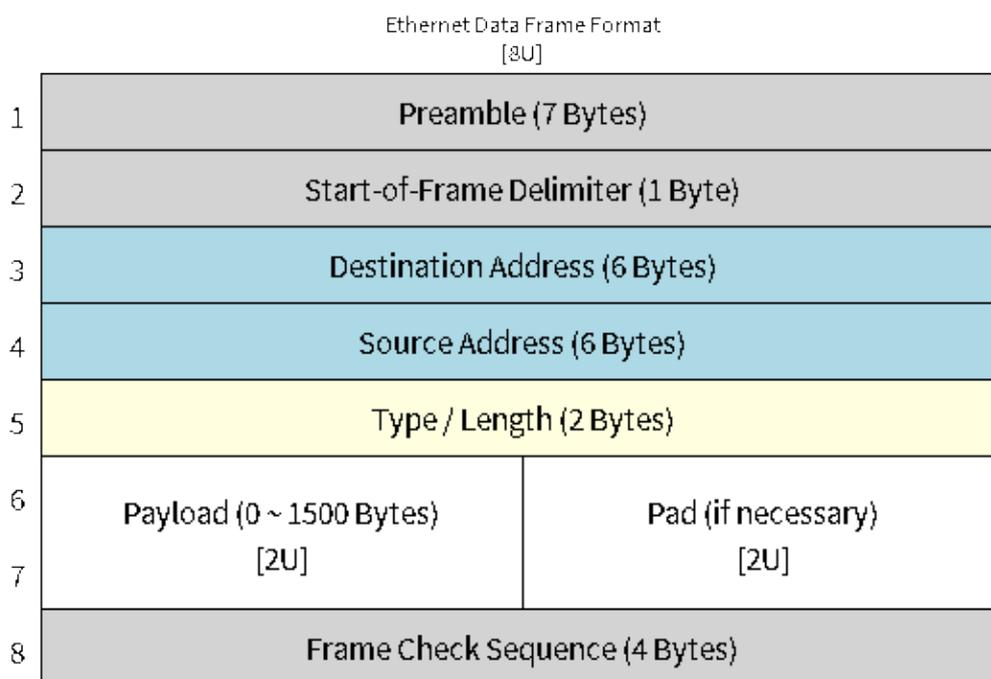 Ethernet Data Frame Format
[8U]
1
Preamble (7 Bytes)
2
Start-of-Frame Delimiter (1 Byte)
3
Destination Address (6 Bytes)
4
Source Address (6 Bytes)
5
Type / Length (2 Bytes)
6
Payload (0 ~ 1500 Bytes)
[2U]
Pad (if necessary)
[2U]
7
8
Frame Check Sequence (4 Bytes)